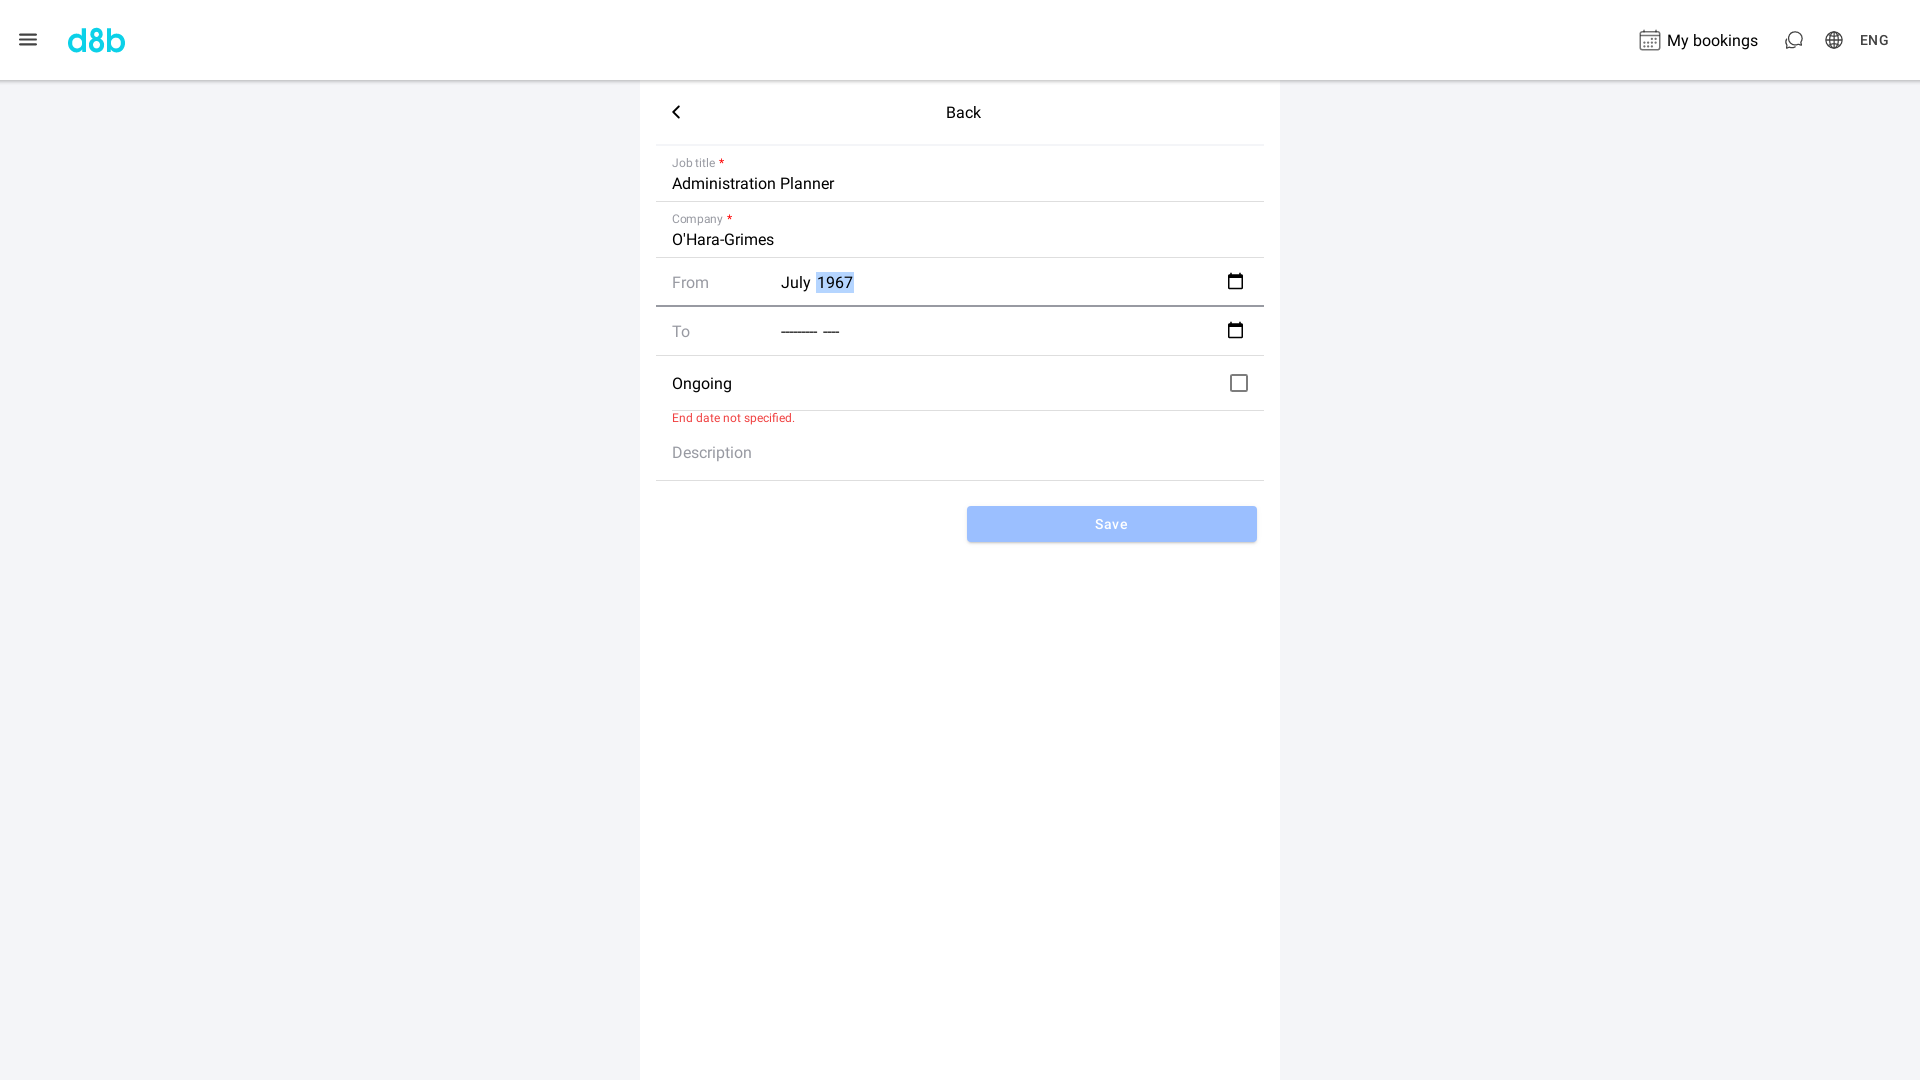 d8b
My bookings
ENG
Back
Job title *
Administration Planner
Company *
O'Hara-Grimes
From July 1967
To --------- ----
Ongoing
End date not specified.
Description
Save